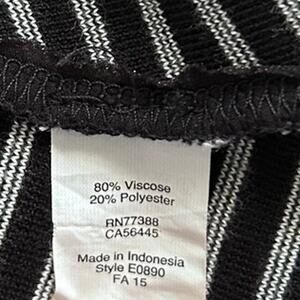 80% Viscose
20% Polyester
RN77388
CA56445
Made in Indonesia
Style E0890
FA 15